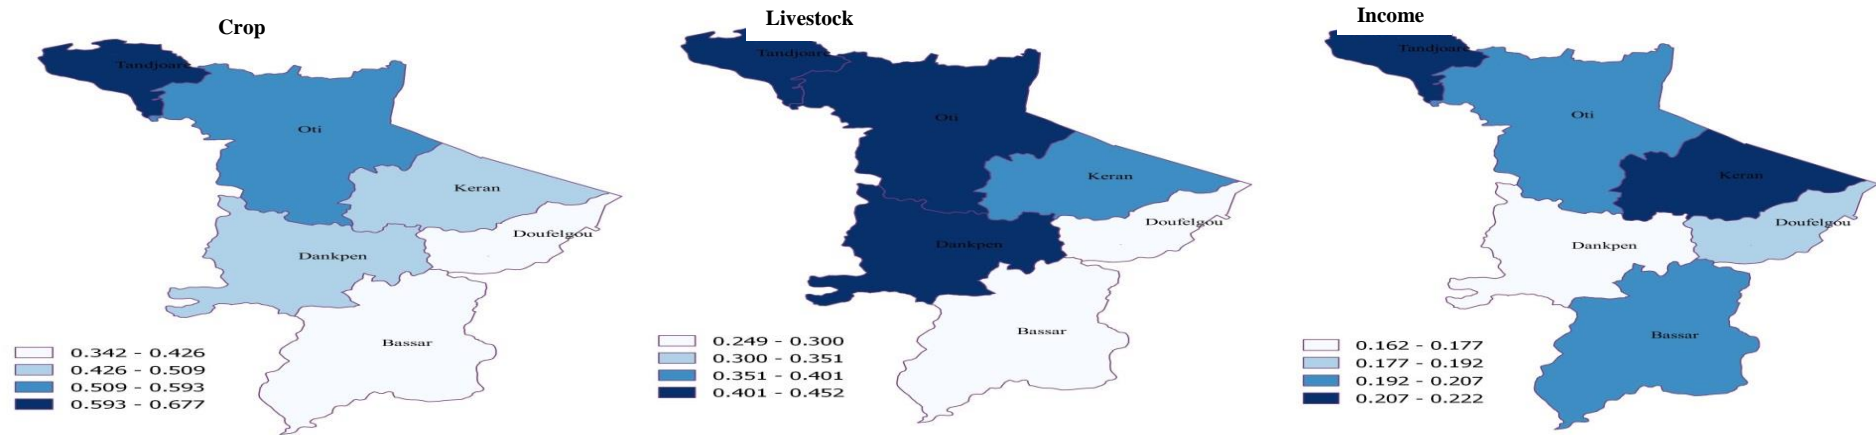 Crop
Tandjoare
Oti
Keran
Doufelgou
Dankpen
Bassar
0.342 - 0.426
0.426 - 0.509
0.509 - 0.593
0.593 - 0.677
Livestock
Tandjoare
Oti
Keran
Doufelgou
Dankpen
Bassar
0.249 - 0.300
0.300 - 0.351
0.351 - 0.401
0.401 - 0.452
Income
Tandjoare
Oti
Keran
Doufelgou
Dankpen
Bassar
0.162 - 0.177
0.177 - 0.192
0.192 - 0.207
0.207 - 0.222